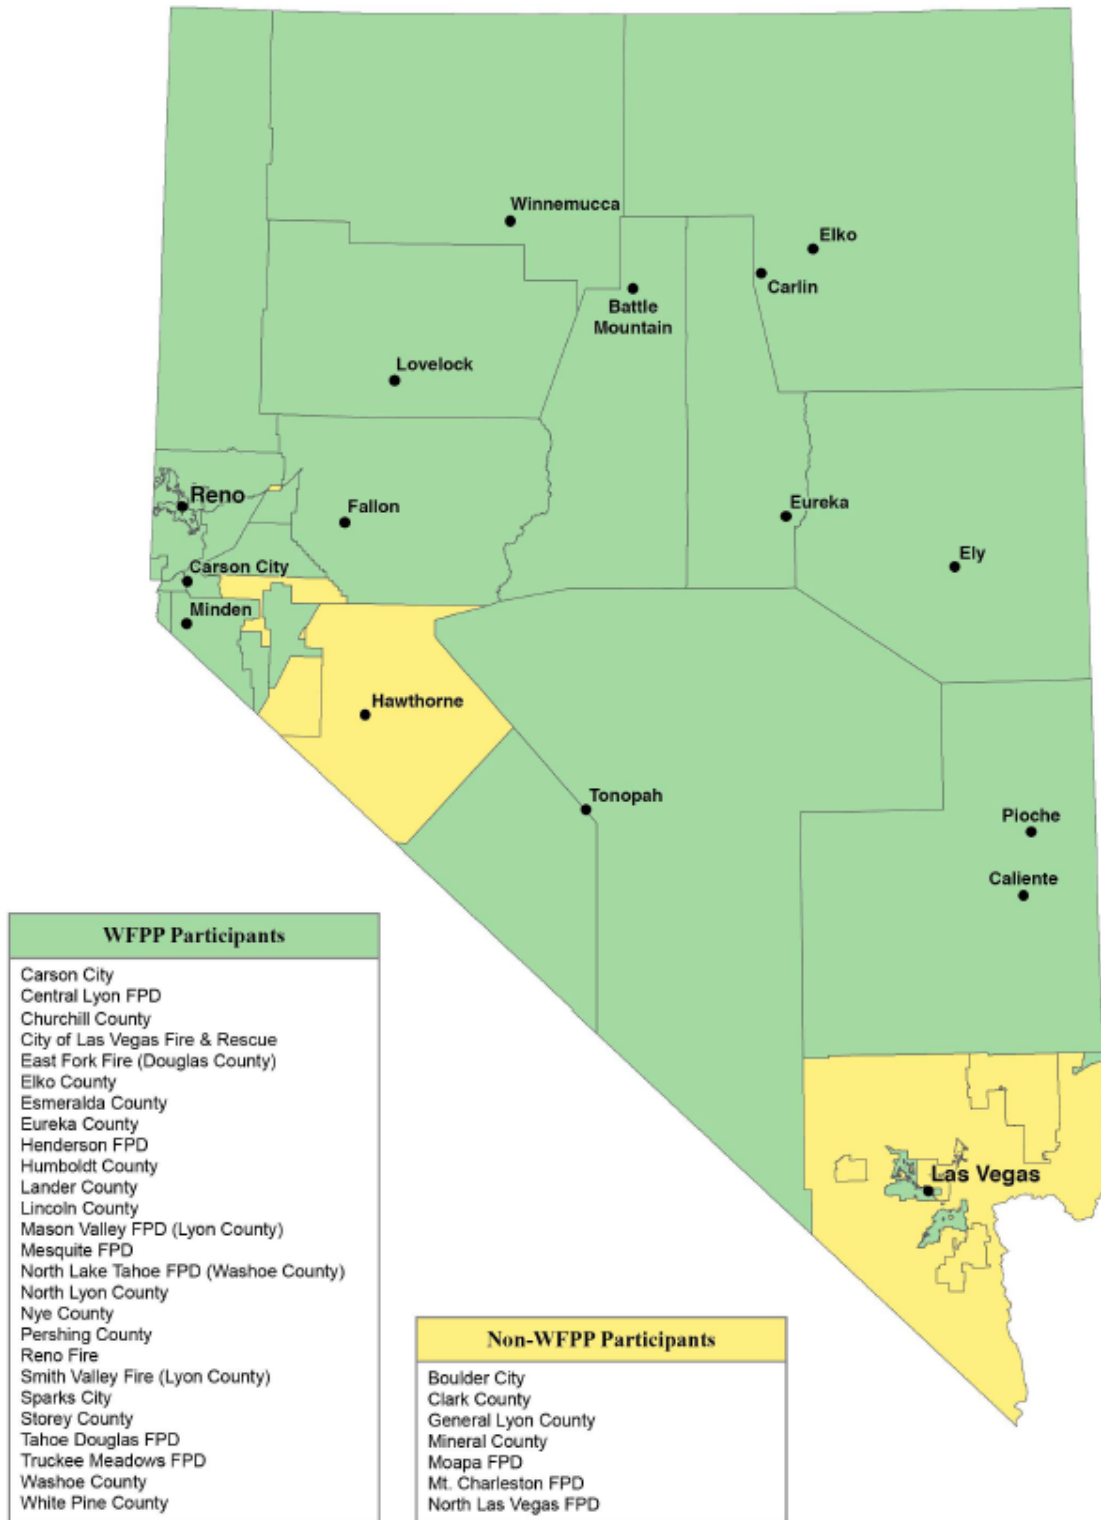 Winnemucca
Elko
Carlin
Battle
Mountain
Lovelock
Reno
Fallon
Eureka
Ely
Carson City
Minden
Hawthorne
Tonopah
Pioche
Caliente
Las Vegas
WFPP Participants
Carson City
Central Lyon FPD
Churchill County
City of Las Vegas Fire & Rescue
East Fork Fire (Douglas County)
Elko County
Esmeralda County
Eureka County
Henderson FPD
Humboldt County
Lander County
Lincoln County
Mason Valley FPD (Lyon County)
Mesquite FPD
North Lake Tahoe FPD (Washoe County)
North Lyon County
Nye County
Pershing County
Reno Fire
Smith Valley Fire (Lyon County)
Sparks City
Storey County
Tahoe Douglas FPD
Truckee Meadows FPD
Washoe County
White Pine County
Non-WFPP Participants
Boulder City
Clark County
General Lyon County
Mineral County
Moapa FPD
Mt. Charleston FPD
North Las Vegas FPD